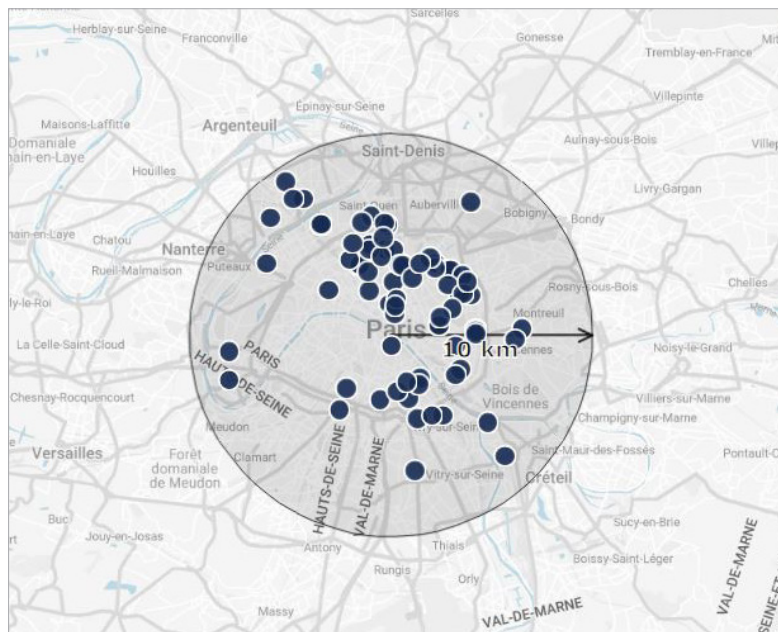 Sarcelles
Herblay-sur-Seine
Franconville
Gonesse
Tremblay-en-France
Villepinte
Épinay-sur-Seine
Maisons-Laffitte
Argenteuil
Seine
Aulnay-sous-Bois
Domaniale
Saint-Denis
Houilles
Livry-Gargan
Auberv
Bobigny
Bondy
Chatou
Nanterre
Seine
Puteaux
Rueil-Malmaison
Chelles
Rosny-sous-Bois
Montreuil
Paris
10 km
La Celle-Saint-Cloud
Noisy-le-Grand
PARIS
HAUTS-DE-SEINE
Bois de
Vincennes
Chesnay-Rocquencourt
Villiers-sur-Marne
Champigny-sur-Marne
Meudon
Versailles
Forêt
domaniale
de Meudon
Clamart
HAUTS-DE-SEINE
VAL-DE-MARNE
Saint-Maur-des-Fossés
Vitry-sur-Seine
Créteil
Pontault-C
Buc
Jouy-en-Josas
Antony
Thiais
Rungis
Orly
Sucy-en-Brie
Boissy-Saint-Léger
Massy
VAL-DE-MARNE
VAL-DE-MARNE